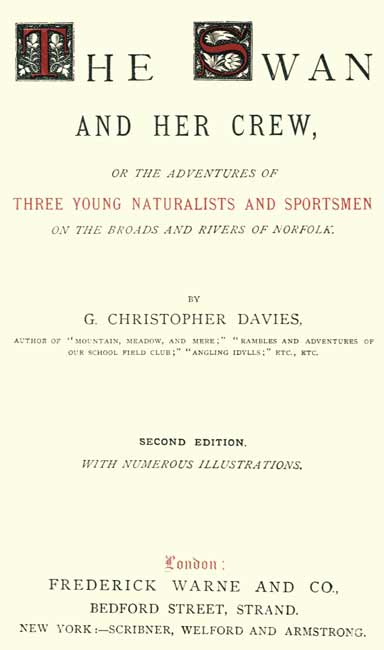 THE SWAN
AND HER CREW,
OR THE ADVENTURES OF
THREE YOUNG NATURALISTS AND SPORTSMEN
ON THE BROADS AND RIVERS OF NORFOLK.
BY
G. CHRISTOPHER DAVIES,
AUTHOR OF "MOUNTAIN, MEADOW, AND MERE;" "RAMBLES AND ADVENTURES OF
OUR SCHOOL FIELD CLUB;" "ANGLING IDYLLS;" ETC., ETC.
SECOND EDITION.
WITH NUMEROUS ILLUSTRATIONS.
London:
FREDERICK WARNE AND CO.,
BEDFORD STREET, STRAND.
NEW YORK:—SCRIBNER, WELFORD AND ARMSTRONG.